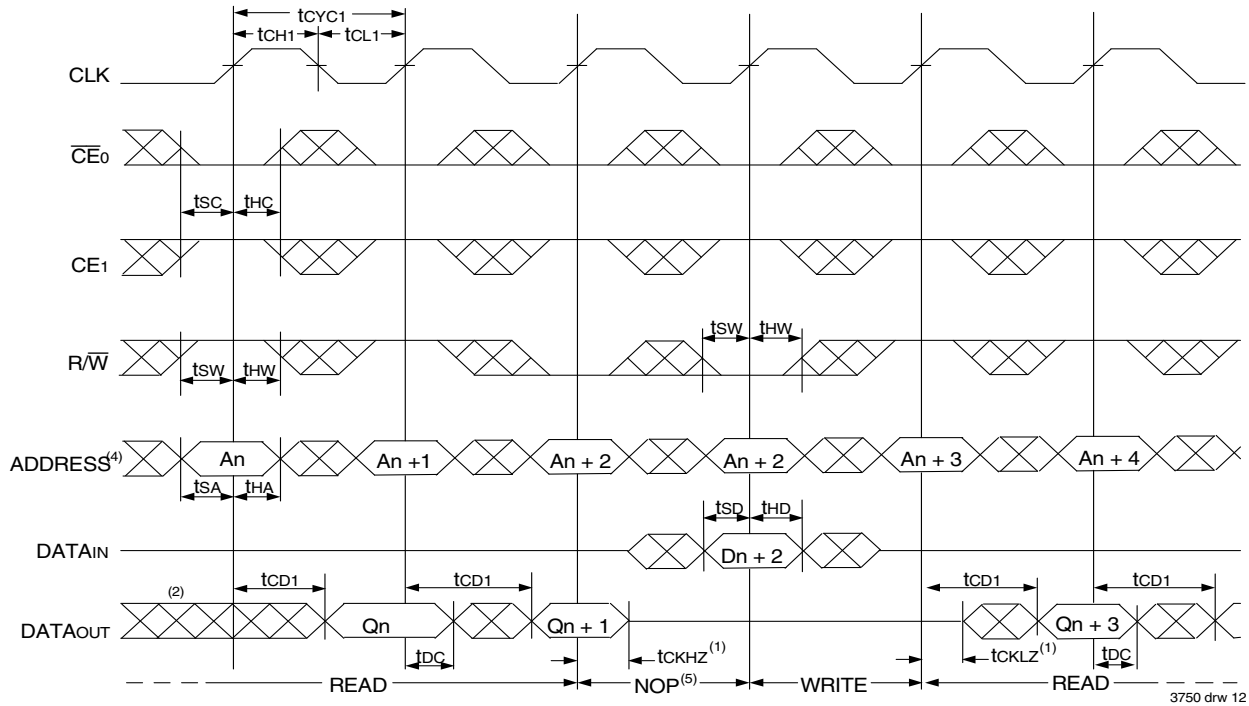 tCYC1
tCH1 tCL1
CLK
CE0
tSC tHC
CE1
tSW tHW
R/W
tSW tHW
ADDRESS(4) An An +1 An + 2 An + 2 An + 3 An + 4
tSA tHA tSD tHD
DATAIN Dn + 2
(2) tCD1 tCD1 tCD1 tCD1
DATAOUT Qn Qn + 1 Qn + 3
tDC tCKHZ(1) tCKLZ(1) tDC
READ NOP(5) WRITE READ
3750 drw 12